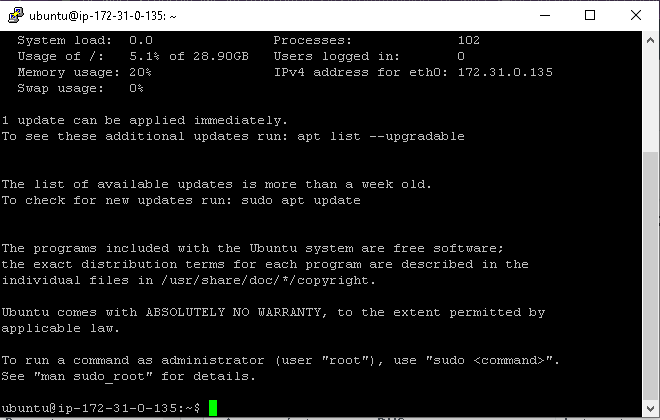 ubuntu@ip-172-31-0-135: ~
System load: 0.0 Processes: 102
Usage of /: 5.1% of 28.90GB Users logged in: 0
Memory usage: 20% IPv4 address for eth0: 172.31.0.135
Swap usage: 0%
1 update can be applied immediately.
To see these additional updates run: apt list --upgradable
The list of available updates is more than a week old.
To check for new updates run: sudo apt update
The programs included with the Ubuntu system are free software;
the exact distribution terms for each program are described in the
individual files in /usr/share/doc/*/copyright.
Ubuntu comes with ABSOLUTELY NO WARRANTY, to the extent permitted by
applicable law.
To run a command as administrator (user "root"), use "sudo <command>".
See "man sudo_root" for details.
ubuntu@ip-172-31-0-135:~$